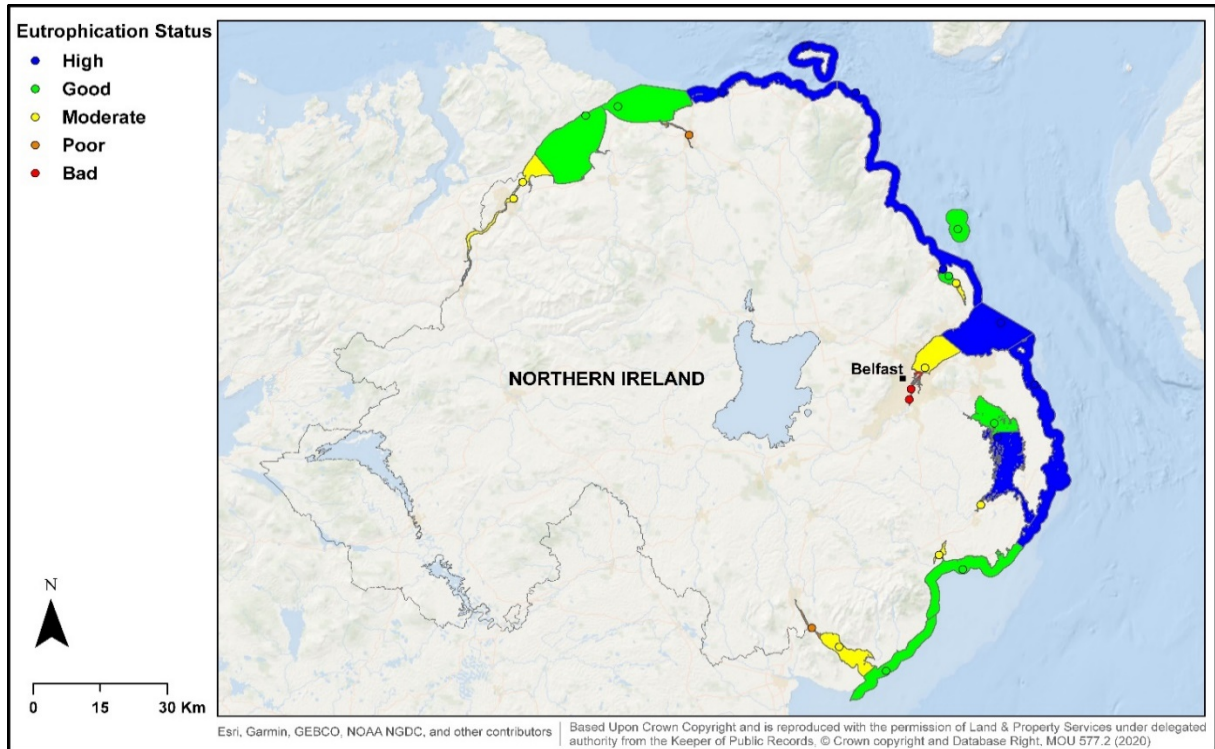 Eutrophication Status
High
Good
Moderate
Poor
Bad
Belfast
NORTHERN IRELAND
N
0 15 30 Km
Esri, Garmin, GEBCO, NOAA NGDC, and other contributors
Based Upon Crown Copyright and is reproduced with the permission of Land & Property Services under delegated
authority from the Keeper of Public Records, © Crown copyright and Database Right, MOU 577.2 (2020)